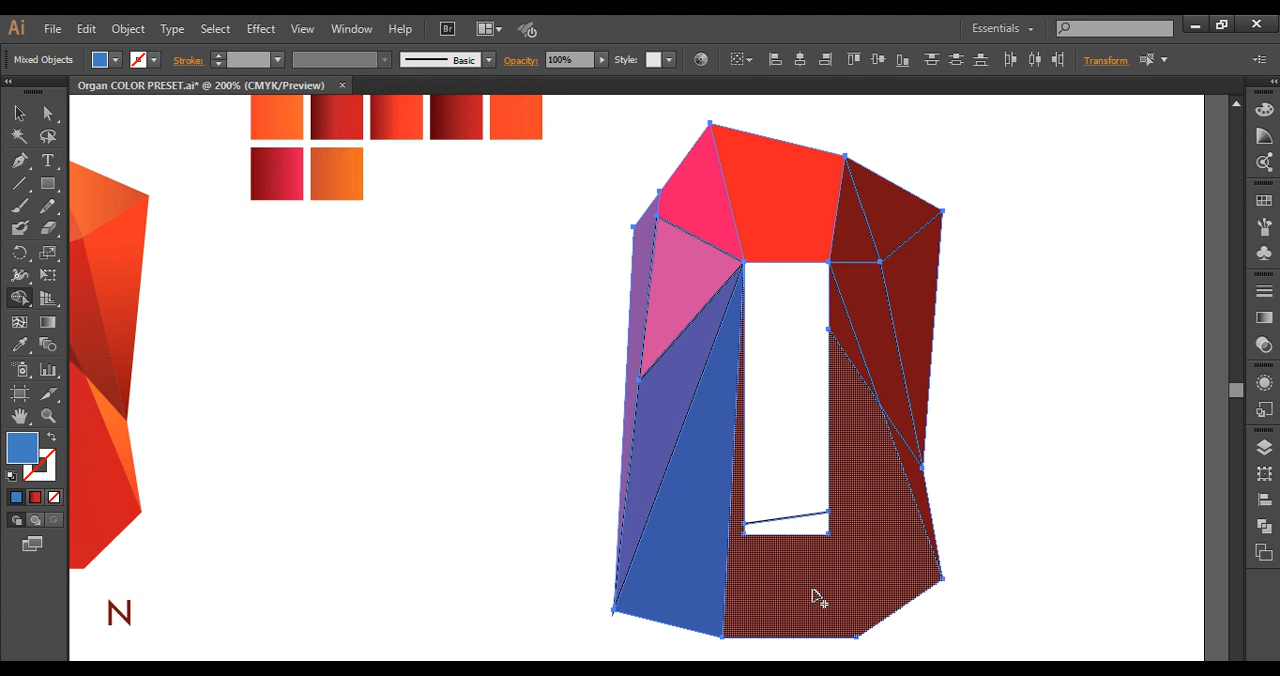 Ai File Edit Object Type Select Effect View Window Help Br Essentials
Mixed Objects Stroke: Basic Opacity: 100% Style: Transform
Organ COLOR PRESET.ai* @ 200% (CMYK/Preview) ×
T
N